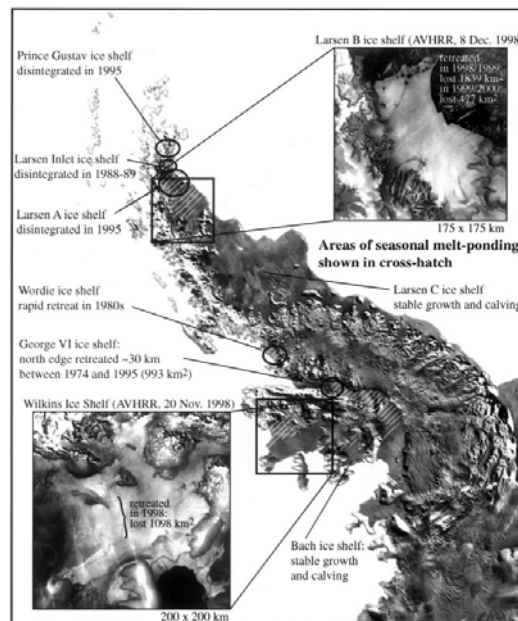 Larsen B ice shelf (AVHRR, 8 Dec. 1998)
Prince Gustav ice shelf
disintegrated in 1995
retreated
in 1998/1999:
lost 1839 km²
in 1999/2000:
lost 477 km²
Larsen Inlet ice shelf
disintegrated in 1988-89
Larsen A ice shelf
disintegrated in 1995
175 x 175 km
Areas of seasonal melt-ponding
shown in cross-hatch
Larsen C ice shelf
stable growth and calving
Wordie ice shelf
rapid retreat in 1980s
George VI ice shelf:
north edge retreated ~30 km
between 1974 and 1995 (993 km²)
Wilkins Ice Shelf (AVHRR, 20 Nov. 1998)
retreated
in 1998:
lost 1098 km²
Bach ice shelf:
stable growth
and calving
200 x 200 km